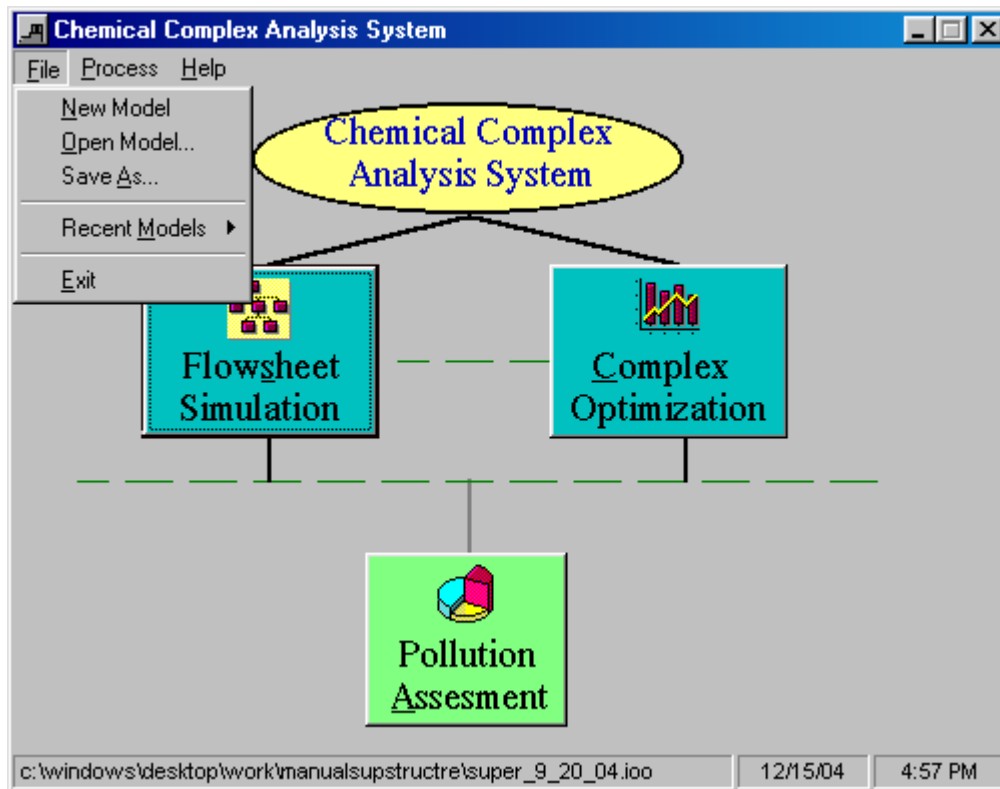 Chemical Complex Analysis System
File Process Help
New Model
Open Model...
Save As...
Recent Models
Exit
Chemical Complex
Analysis System
Flowsheet
Simulation
Complex
Optimization
Pollution
Assesment
c:\windows\desktop\work\manualsupstructre\super_9_20_04.ioo 12/15/04 4:57 PM